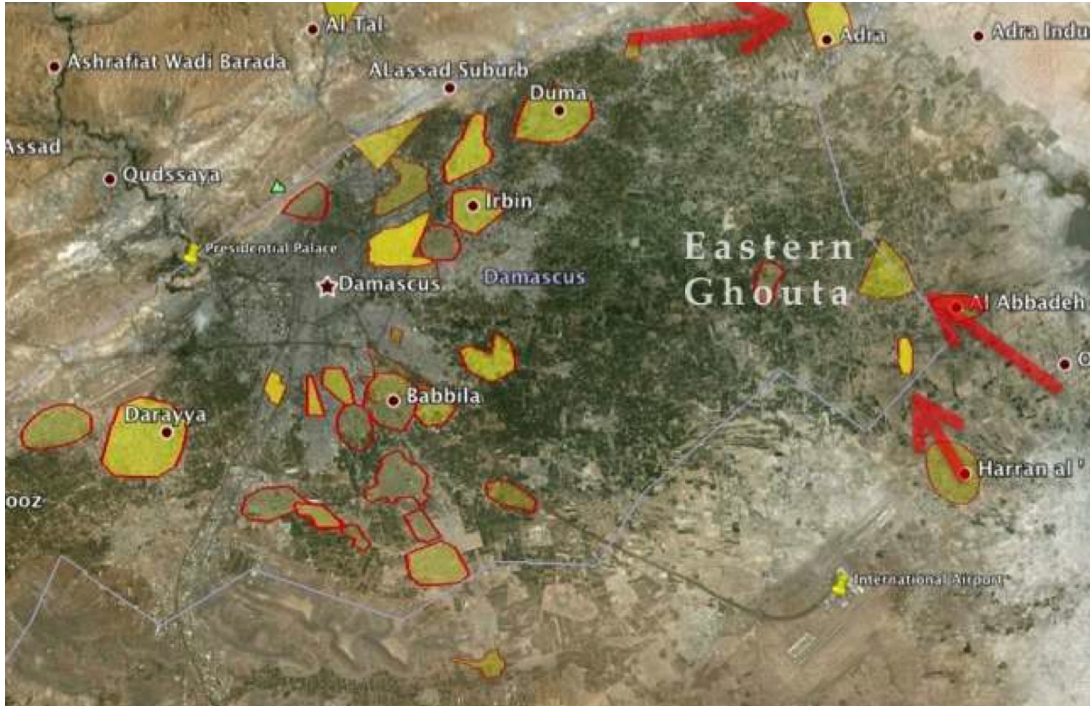 Al Tal
Adra
Adra Indu
Ashrafiat Wadi Barada
ALassad Suburb
Duma
Assad
Qudssaya
Irbin
Presidential Palace
Eastern
Ghouta
Damascus
Damascus
Al Abbadeh
O
Babbila
Darayya
Harran al '
ooz
International Airport